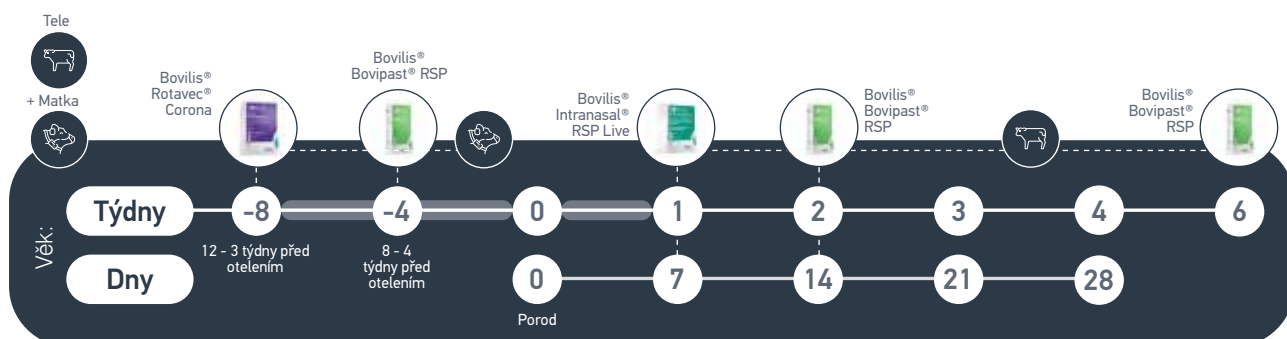 Tele
+ Matka
Bovilis®
Rotavec®
Corona
Bovilis®
Bovipast® RSP
Bovilis®
Intranasal®
RSP Live
Bovilis®
Bovipast®
RSP
Bovilis®
Bovipast®
RSP
Věk:
Týdny
-8
-4
0
1
2
3
4
6
12 - 3 týdny před
otelením
8 - 4
týdny před
otelením
Dny
0
7
14
21
28
Porod